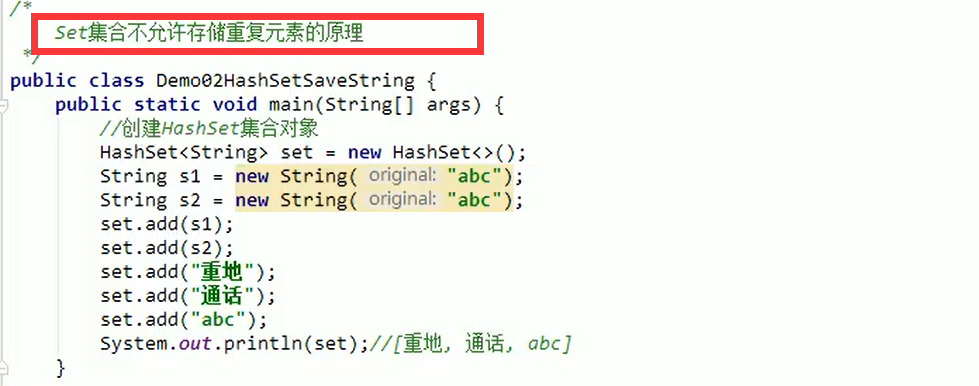 /*
Set集合不允许存储重复元素的原理
*/
public class Demo02HashSetSaveString {
public static void main(String[] args) {
//创建HashSet集合对象
HashSet<String> set = new HashSet<>();
String s1 = new String( original: "abc");
String s2 = new String( original: "abc");
set.add(s1);
set.add(s2);
set.add("重地");
set.add("通话");
set.add("abc");
System.out.println(set);//[重地, 通话, abc]
}